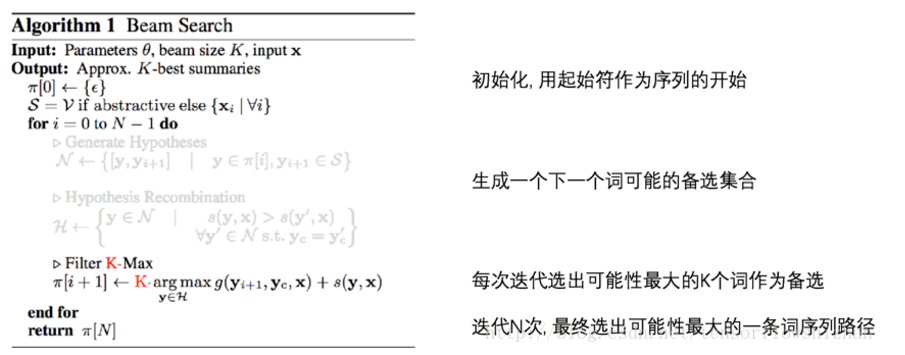 Algorithm 1 Beam Search
Input: Parameters θ, beam size K, input x
Output: Approx. K-best summaries
π[0] ← {ε}
S = V if abstractive else {xᵢ | ∀i}
for i = 0 to N − 1 do
▷ Generate Hypotheses
N ← {[y, yᵢ₊₁] | y ∈ π[i], yᵢ₊₁ ∈ S}
▷ Hypothesis Recombination
H ← { y ∈ N | s(y, x) > s(y′, x)
∀y′ ∈ N s.t. y_c = y′_c }
▷ Filter K-Max
π[i + 1] ← K-arg max g(yᵢ₊₁, y_c, x) + s(y, x)
y∈H
end for
return π[N]
初始化, 用起始符作为序列的开始
生成一个下一个词可能的备选集合
每次迭代选出可能性最大的K个词作为备选
迭代N次, 最终选出可能性最大的一条词序列路径